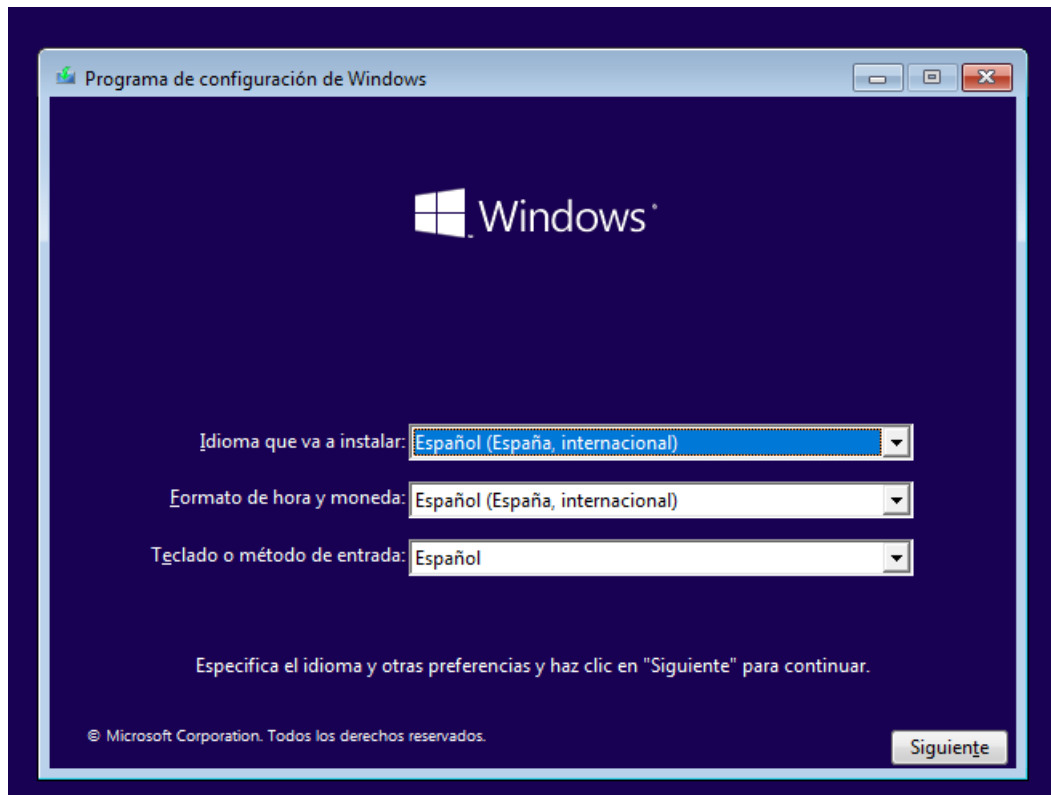 Programa de configuración de Windows
Windows
Idioma que va a instalar: Español (España, internacional)
Formato de hora y moneda: Español (España, internacional)
Teclado o método de entrada: Español
Especifica el idioma y otras preferencias y haz clic en "Siguiente" para continuar.
© Microsoft Corporation. Todos los derechos reservados.
Siguiente